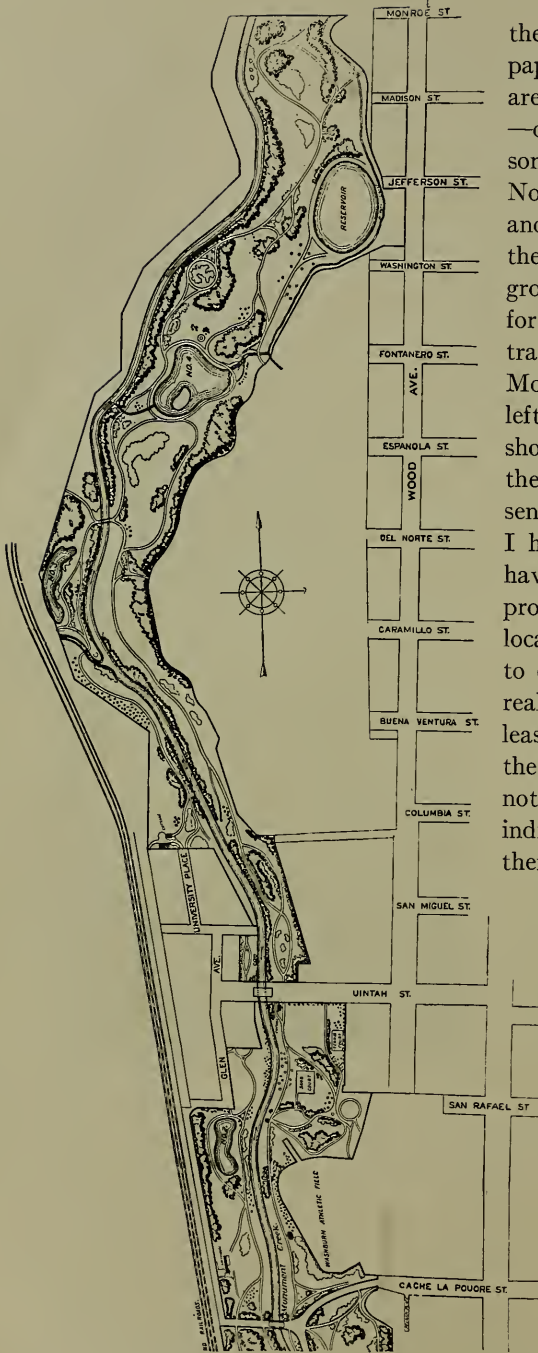 MONROE ST
MADISON ST.
JEFFERSON ST.
RESERVOIR
WASHINGTON ST.
FONTANERO ST.
NO. 4
WOOD AVE.
ESPANOLA ST.
DEL NORTE ST.
CARAMILLO ST.
BUENA VENTURA ST.
COLUMBIA ST.
UNIVERSITY PLACE
SAN MIGUEL ST.
GLEN AVE.
UINTAH ST.
SAN RAFAEL ST
WASHBURN ATHLETIC FIELD
Monument Creek
CACHE LA POUDRE ST.
RAILROAD
the
pap
are
—o
son
No
and
the
gro
for
tra
Mo
left
sho
the
sen
I h
hav
pro
loca
to
real
leas
the
not
ind
the